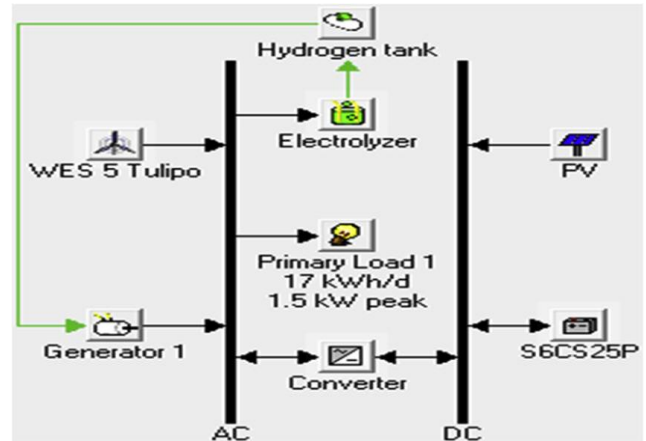 Hydrogen tank
Electrolyzer
WES 5 Tulipo
PV
Primary Load 1
17 kWh/d
1.5 kW peak
Generator 1
S6CS25P
Converter
AC
DC